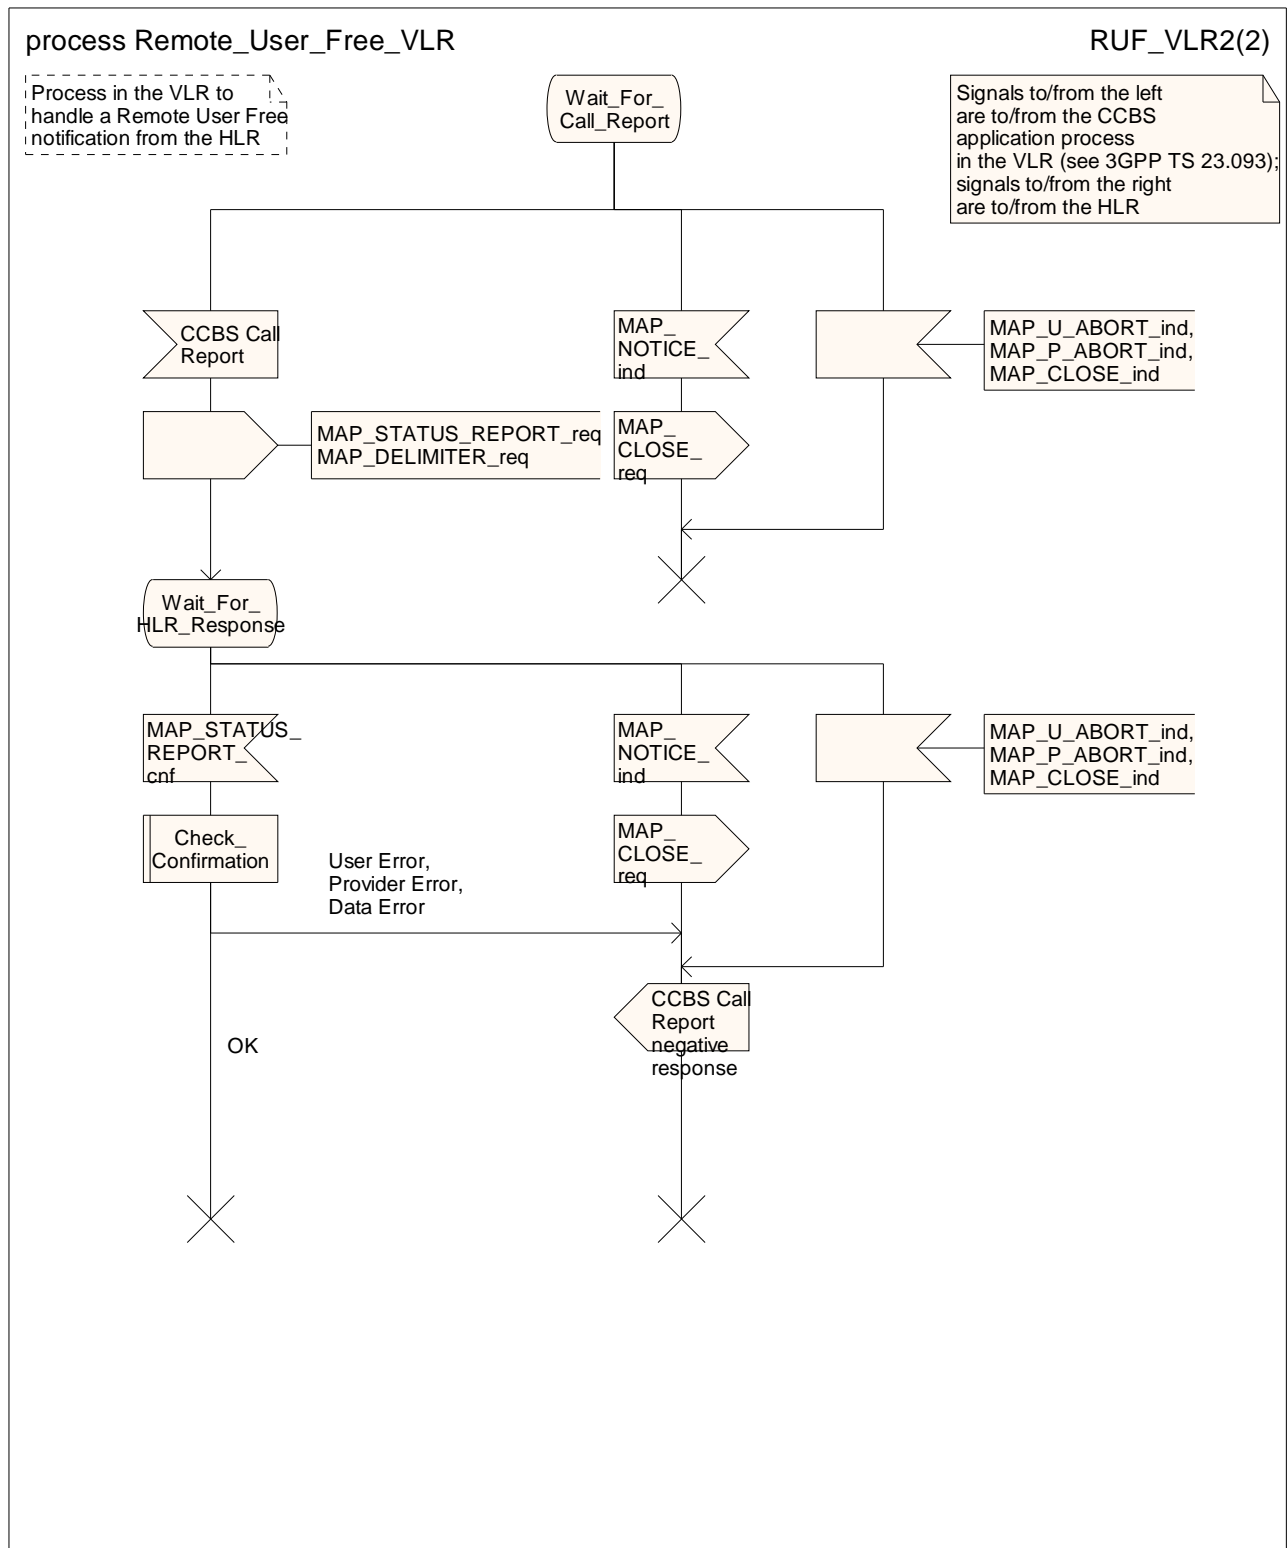 process Remote_User_Free_VLR
RUF_VLR2(2)
Process in the VLR to
handle a Remote User Free
notification from the HLR
Wait_For_
Call_Report
Signals to/from the left
are to/from the CCBS
application process
in the VLR (see 3GPP TS 23.093);
signals to/from the right
are to/from the HLR
CCBS Call
Report
MAP_
NOTICE_
ind
MAP_U_ABORT_ind,
MAP_P_ABORT_ind,
MAP_CLOSE_ind
MAP_STATUS_REPORT_req
MAP_DELIMITER_req
MAP_
CLOSE_
req
Wait_For_
HLR_Response
MAP_STATUS_
REPORT_
cnf
MAP_
NOTICE_
ind
MAP_U_ABORT_ind,
MAP_P_ABORT_ind,
MAP_CLOSE_ind
Check_
Confirmation
User Error,
Provider Error,
Data Error
MAP_
CLOSE_
req
CCBS Call
Report
negative
response
OK